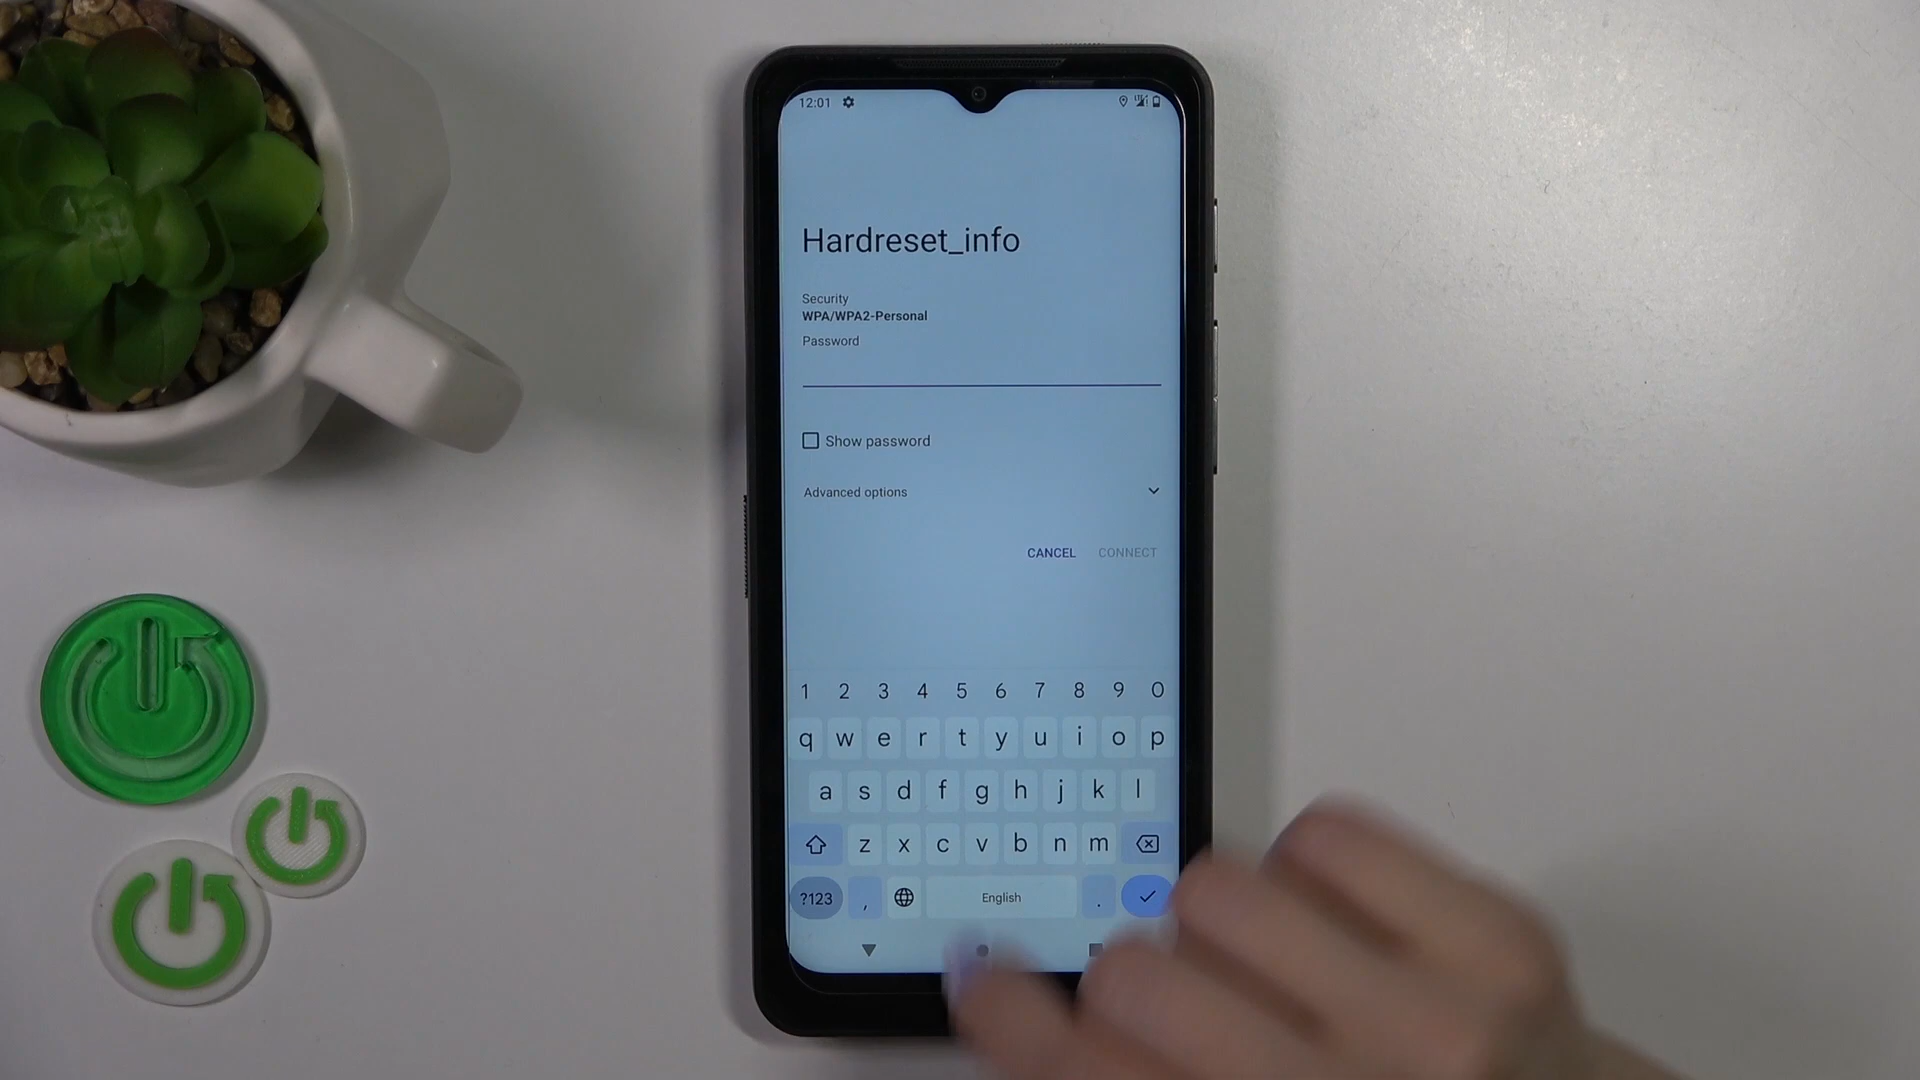 12:01
Hardreset_info
Security
WPA/WPA2-Personal
Password
Show password
Advanced options
CANCEL CONNECT
1 2 3 4 5 6 7 8 9 0
q w e r t y u i o p
a s d f g h j k l
z x c v b n m
?123 , English .